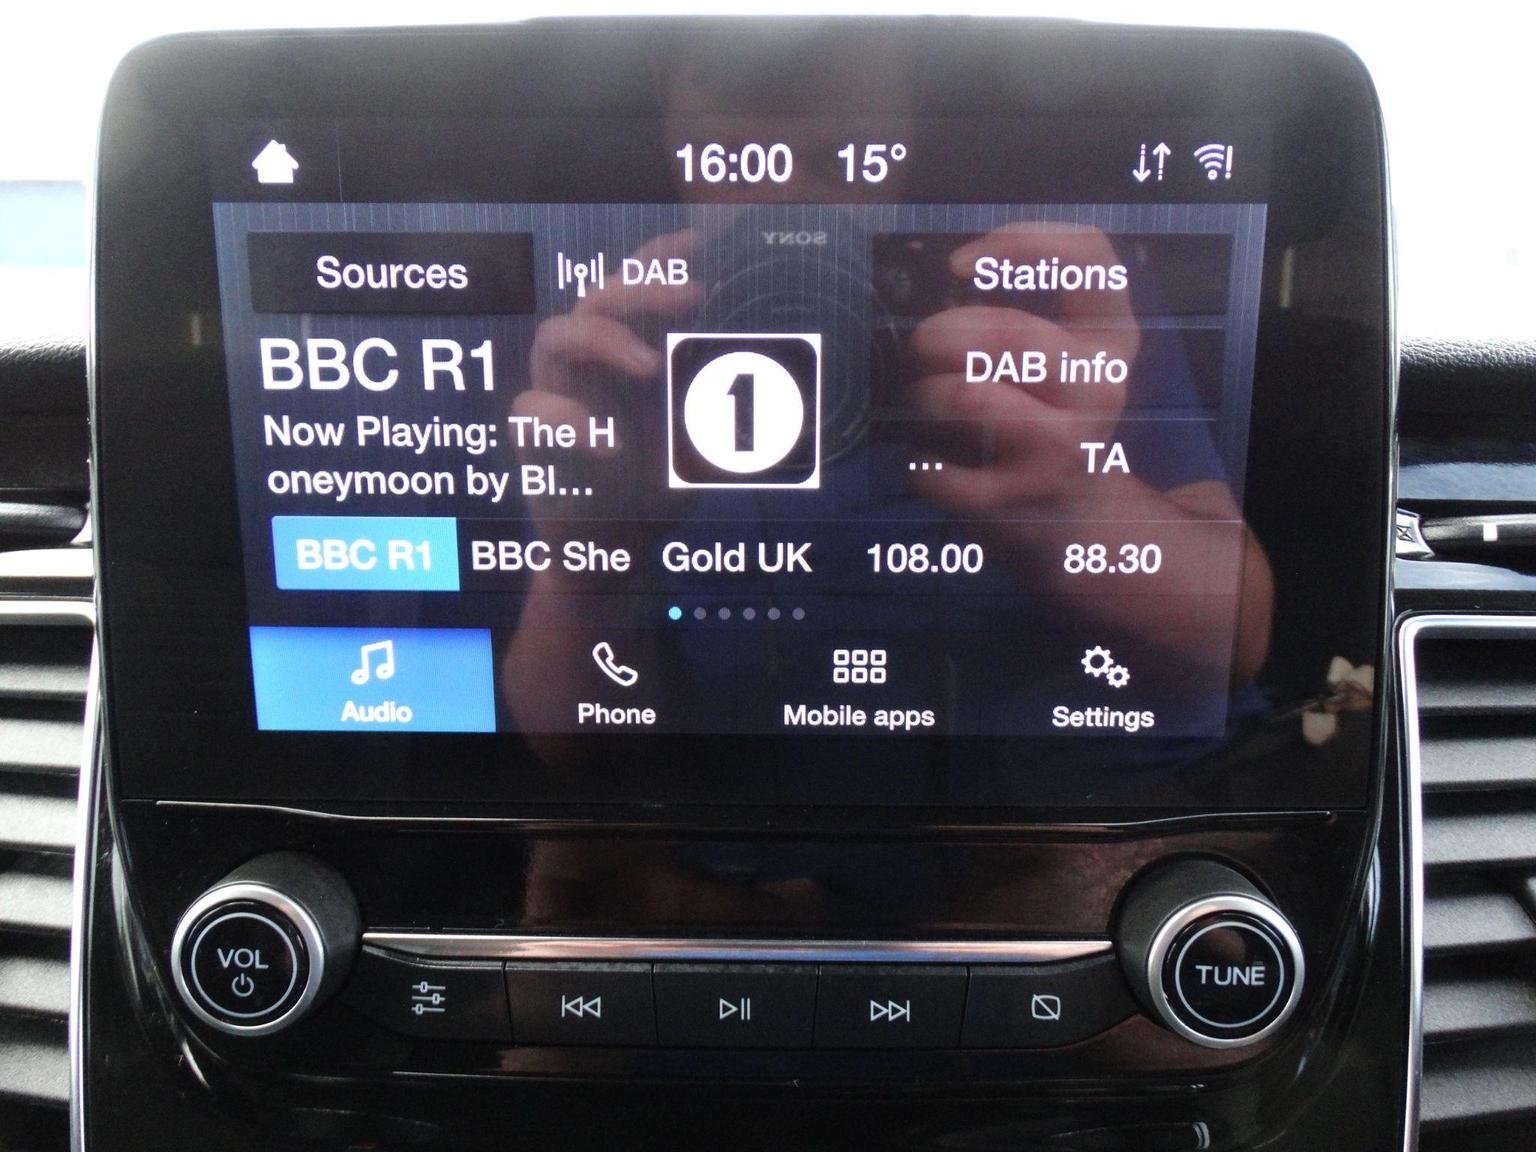 16:00 15°
Sources DAB Stations
BBC R1
1
DAB info
Now Playing: The H
oneymoon by Bl...
... TA
BBC R1 BBC She Gold UK 108.00 88.30
Audio Phone Mobile apps Settings
VOL
TUNE
SONY